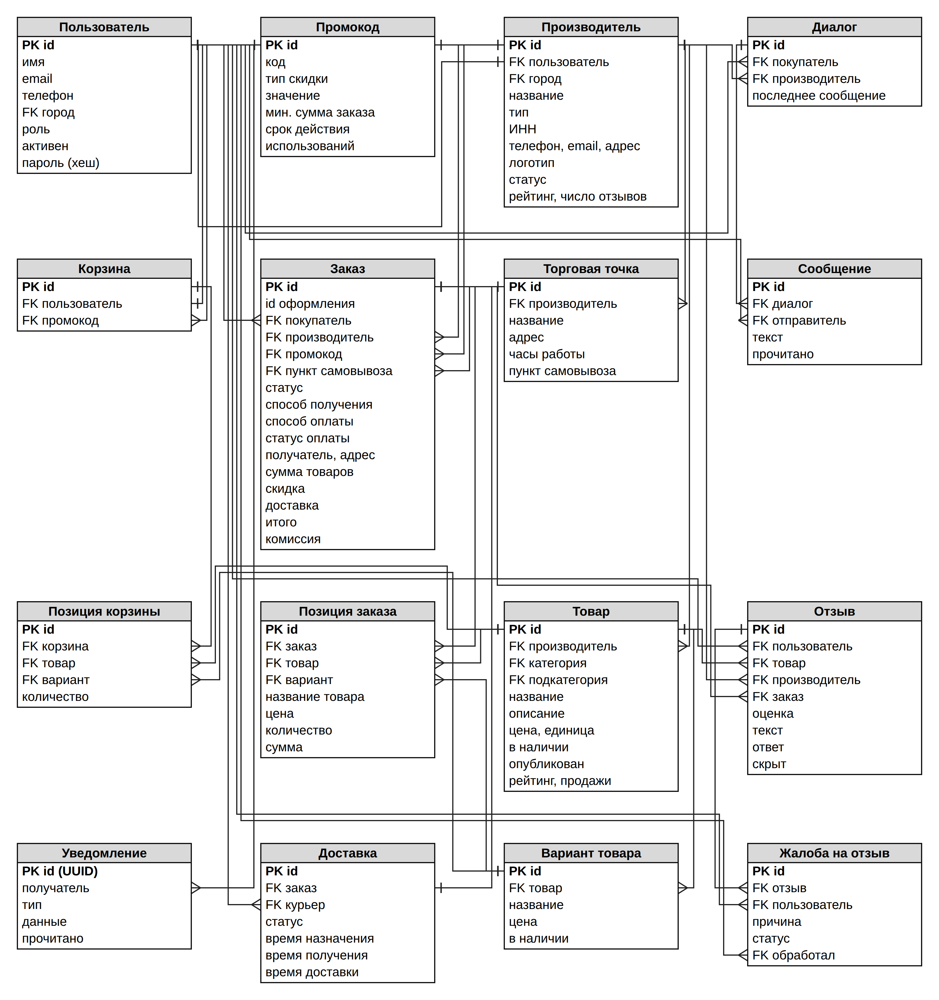 Пользователь
PK id
имя
email
телефон
FK город
роль
активен
пароль (хеш)
Промокод
PK id
код
тип скидки
значение
мин. сумма заказа
срок действия
использований
Производитель
PK id
FK пользователь
FK город
название
тип
ИНН
телефон, email, адрес
логотип
статус
рейтинг, число отзывов
Диалог
PK id
FK покупатель
FK производитель
последнее сообщение
Корзина
PK id
FK пользователь
FK промокод
Заказ
PK id
id оформления
FK покупатель
FK производитель
FK промокод
FK пункт самовывоза
статус
способ получения
способ оплаты
статус оплаты
получатель, адрес
сумма товаров
скидка
доставка
итого
комиссия
Торговая точка
PK id
FK производитель
название
адрес
часы работы
пункт самовывоза
Сообщение
PK id
FK диалог
FK отправитель
текст
прочитано
Позиция корзины
PK id
FK корзина
FK товар
FK вариант
количество
Позиция заказа
PK id
FK заказ
FK товар
FK вариант
название товара
цена
количество
сумма
Товар
PK id
FK производитель
FK категория
FK подкатегория
название
описание
цена, единица
в наличии
опубликован
рейтинг, продажи
Отзыв
PK id
FK пользователь
FK товар
FK производитель
FK заказ
оценка
текст
ответ
скрыт
Уведомление
PK id (UUID)
получатель
тип
данные
прочитано
Доставка
PK id
FK заказ
FK курьер
статус
время назначения
время получения
время доставки
Вариант товара
PK id
FK товар
название
цена
в наличии
Жалоба на отзыв
PK id
FK отзыв
FK пользователь
причина
статус
FK обработал